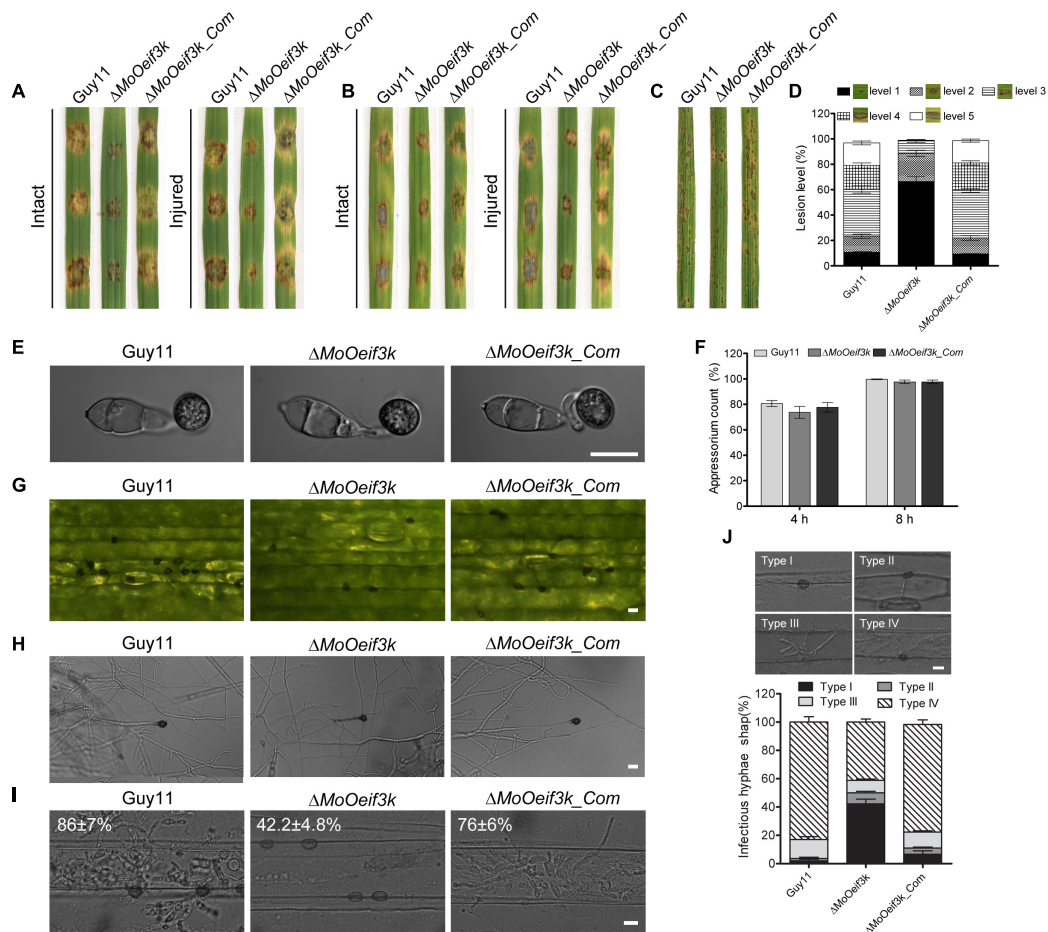 A
Guy11
ΔMoOeif3k
ΔMoOeif3k_Com
Guy11
ΔMoOeif3k
ΔMoOeif3k_Com
Intact
Injured
B
Guy11
ΔMoOeif3k
ΔMoOeif3k_Com
Guy11
ΔMoOeif3k
ΔMoOeif3k_Com
Intact
Injured
C
Guy11
ΔMoOeif3k
ΔMoOeif3k_Com
D
level 1
level 2
level 3
level 4
level 5
Lesion level (%)
120
100
80
60
40
20
0
Guy11
ΔMoOeif3k
ΔMoOeif3k_Com
E
Guy11
ΔMoOeif3k
ΔMoOeif3k_Com
F
Guy11
ΔMoOeif3k
ΔMoOeif3k_Com
Appressorium count (%)
120
100
80
60
40
20
0
4 h
8 h
G
Guy11
ΔMoOeif3k
ΔMoOeif3k_Com
H
Guy11
ΔMoOeif3k
ΔMoOeif3k_Com
I
Guy11
ΔMoOeif3k
ΔMoOeif3k_Com
86±7%
42.2±4.8%
76±6%
J
Type I
Type II
Type III
Type IV
Type I
Type II
Type III
Type IV
Infectious hyphae shap(%)
120
100
80
60
40
20
0
Guy11
ΔMoOeif3k
ΔMoOeif3k_Com